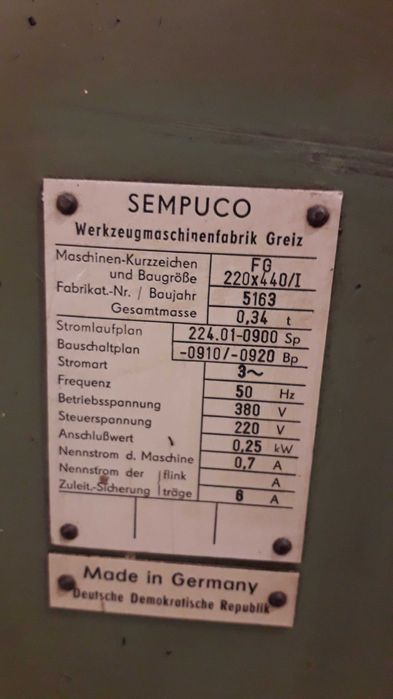 SEMPUCO
Werkzeugmaschinenfabrik Greiz
Maschinen-Kurzzeichen und Baugröße FG 220x440/I
Fabrikat.-Nr. / Baujahr 5163
Gesamtmasse 0,34 t
Stromlaufplan 224.01-0900 Sp
Bauschaltplan -0910/-0920 Bp
Stromart 3~
Frequenz 50 Hz
Betriebsspannung 380 V
Steuerspannung 220 V
Anschlußwert 0,25 kW
Nennstrom d. Maschine 0,7 A
Nennstrom der flink A
Zuleit.-Sicherung träge 6 A
Made in Germany
Deutsche Demokratische Republik